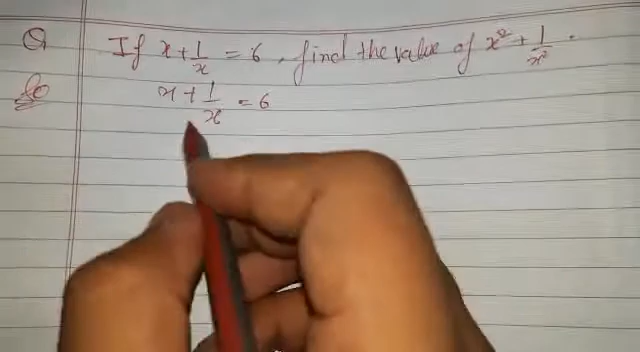 Q If x + 1/x = 6, find the value of x² + 1/x².
So x + 1/x = 6